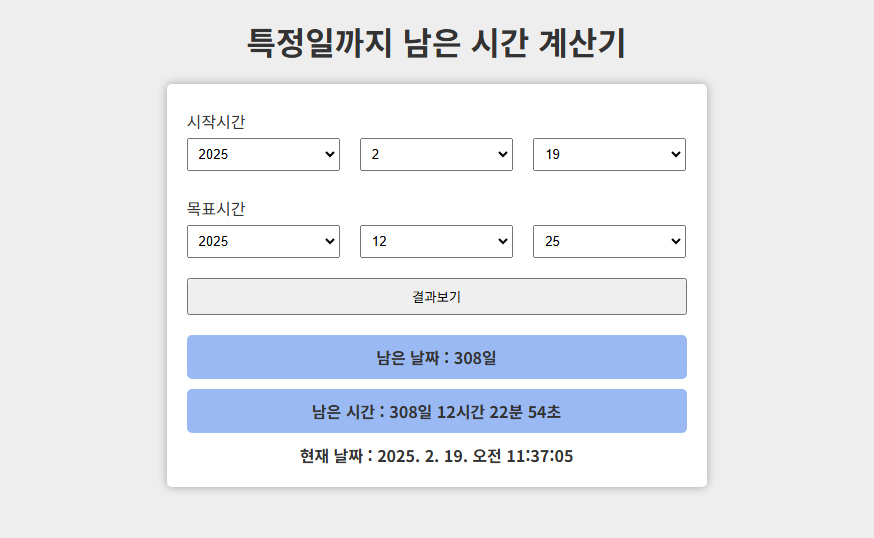 특정일까지 남은 시간 계산기
시작시간
2025 2 19
목표시간
2025 12 25
결과보기
남은 날짜 : 308일
남은 시간 : 308일 12시간 22분 54초
현재 날짜 : 2025. 2. 19. 오전 11:37:05